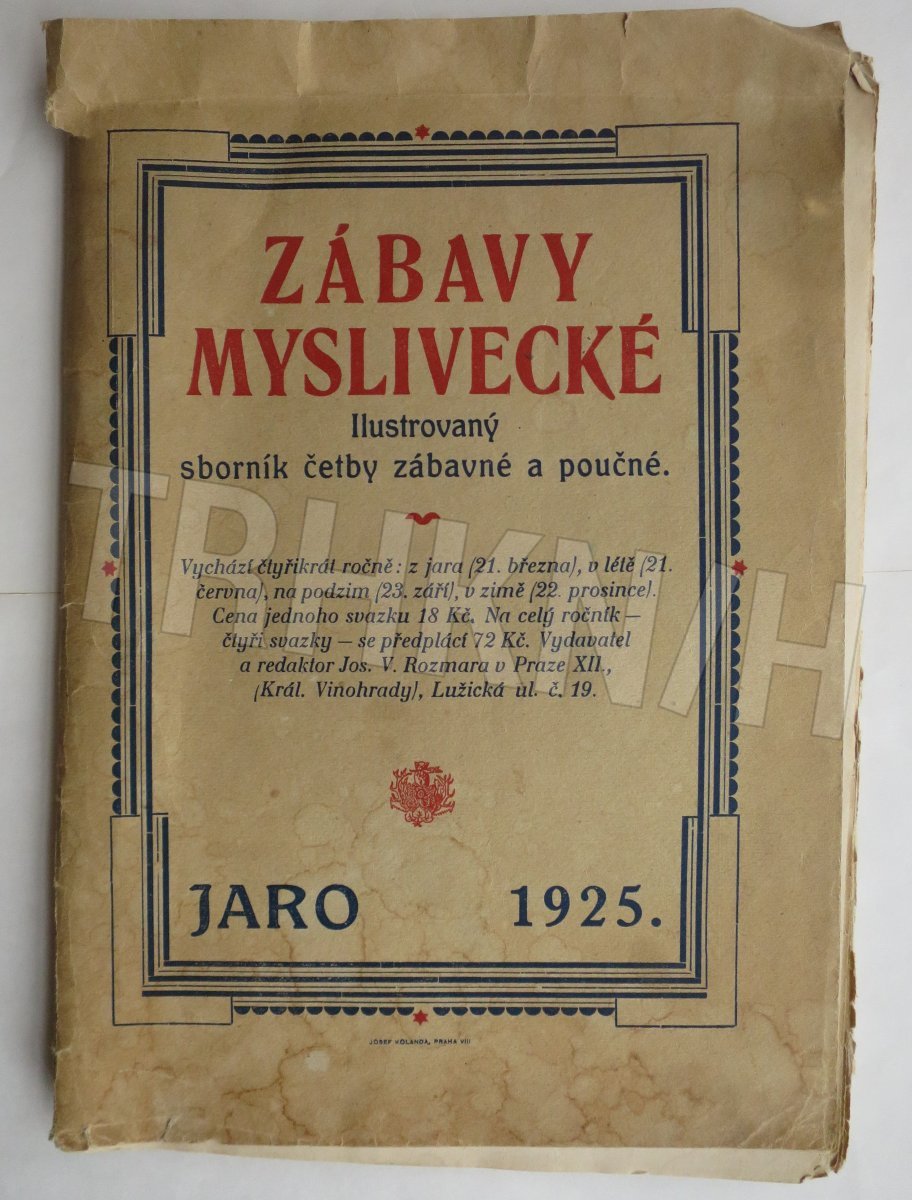 ZÁBAVY
MYSLIVECKÉ
Ilustrovaný
sborník četby zábavné a poučné.
Vychází čtyřikrát ročně: z jara (21. března), v létě (21.
června), na podzim (23. září), v zimě (22. prosince).
Cena jednoho svazku 18 Kč. Na celý ročník —
čtyři svazky — se předplácí 72 Kč. Vydavatel
a redaktor Jos. V. Rozmara v Praze XII.,
(Král. Vinohrady), Lužická ul. č. 19.
JARO 1925.
JOSEF KOLANDA, PRAHA VIII
TRHKNIH